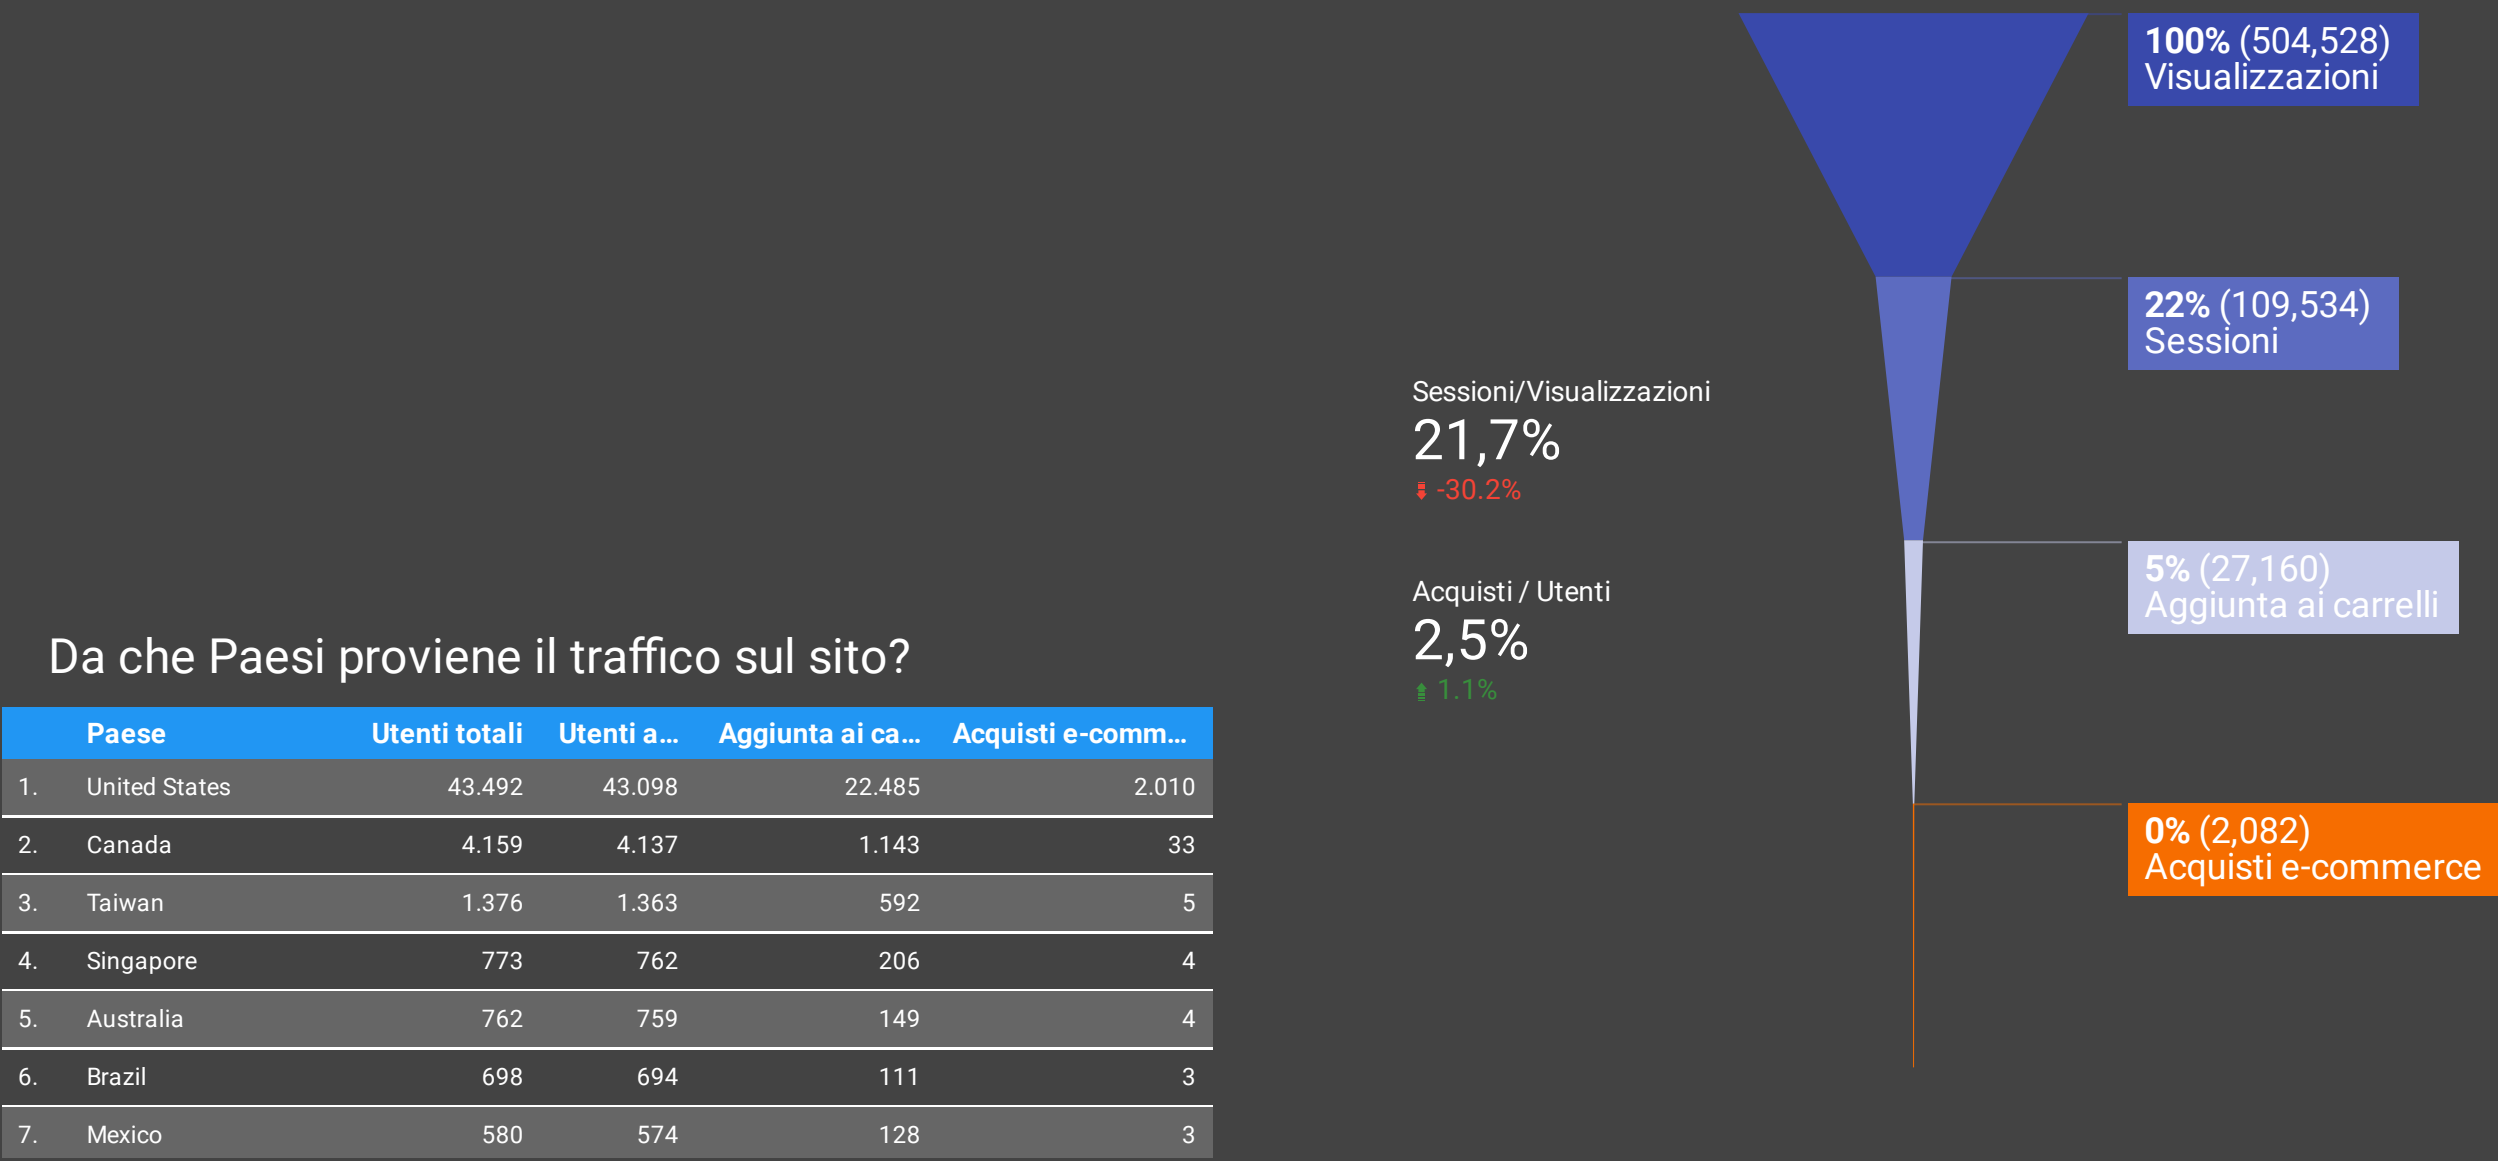 Da che Paesi proviene il traffico sul sito?
Paese Utenti totali Utenti a... Aggiunta ai ca... Acquisti e-comm...
1. United States 43.492 43.098 22.485 2.010
2. Canada 4.159 4.137 1.143 33
3. Taiwan 1.376 1.363 592 5
4. Singapore 773 762 206 4
5. Australia 762 759 149 4
6. Brazil 698 694 111 3
7. Mexico 580 574 128 3
Sessioni/Visualizzazioni
21,7%
-30.2%
Acquisti / Utenti
2,5%
1.1%
100% (504,528)
Visualizzazioni
22% (109,534)
Sessioni
5% (27,160)
Aggiunta ai carrelli
0% (2,082)
Acquisti e-commerce